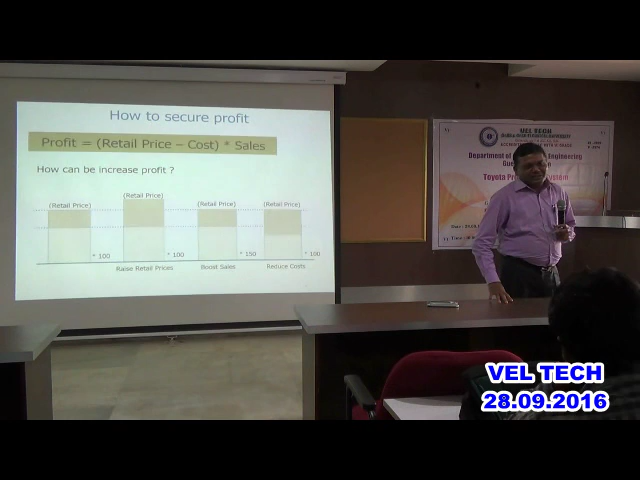 How to secure profit
Profit = (Retail Price – Cost) * Sales
How can be increase profit ?
(Retail Price)
(Retail Price)
(Retail Price)
(Retail Price)
* 100
* 100
* 150
* 100
Raise Retail Prices
Boost Sales
Reduce Costs
VEL TECH
Department of
Engineering
Toyota
VEL TECH
28.09.2016